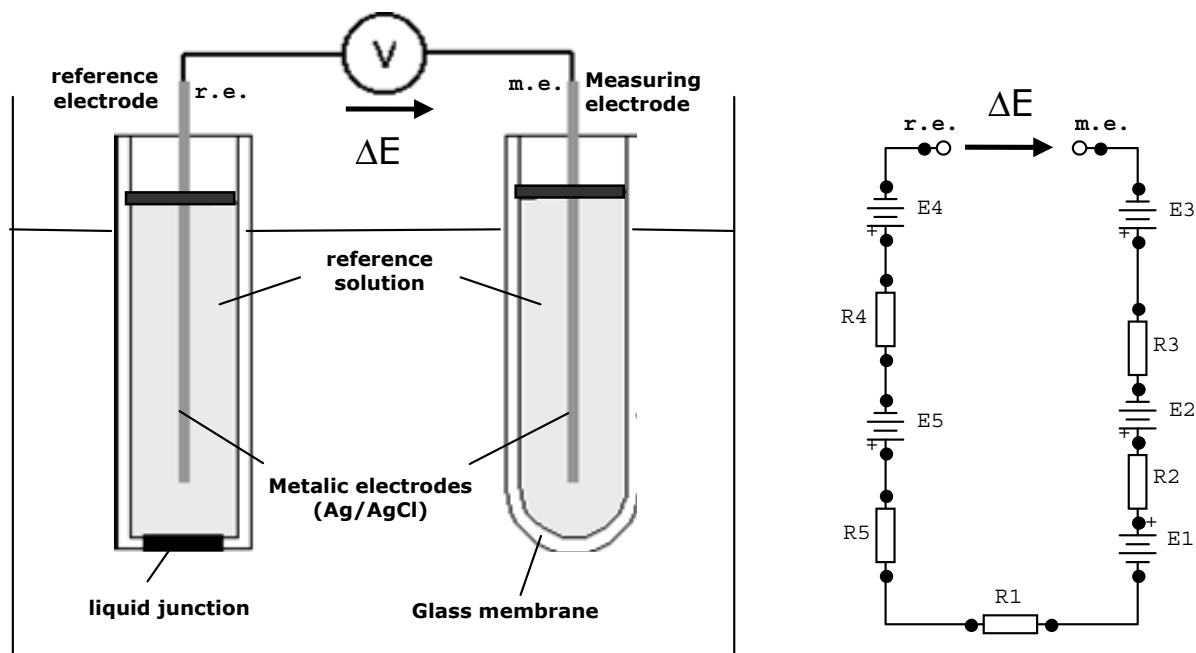 reference
electrode
r.e.
V
m.e.
Measuring
electrode
ΔE
reference
solution
Metalic electrodes
(Ag/AgCl)
liquid junction
Glass membrane
r.e.
ΔE
m.e.
E4
+
R4
E5
+
R5
R1
E3
+
R3
E2
+
R2
+
E1